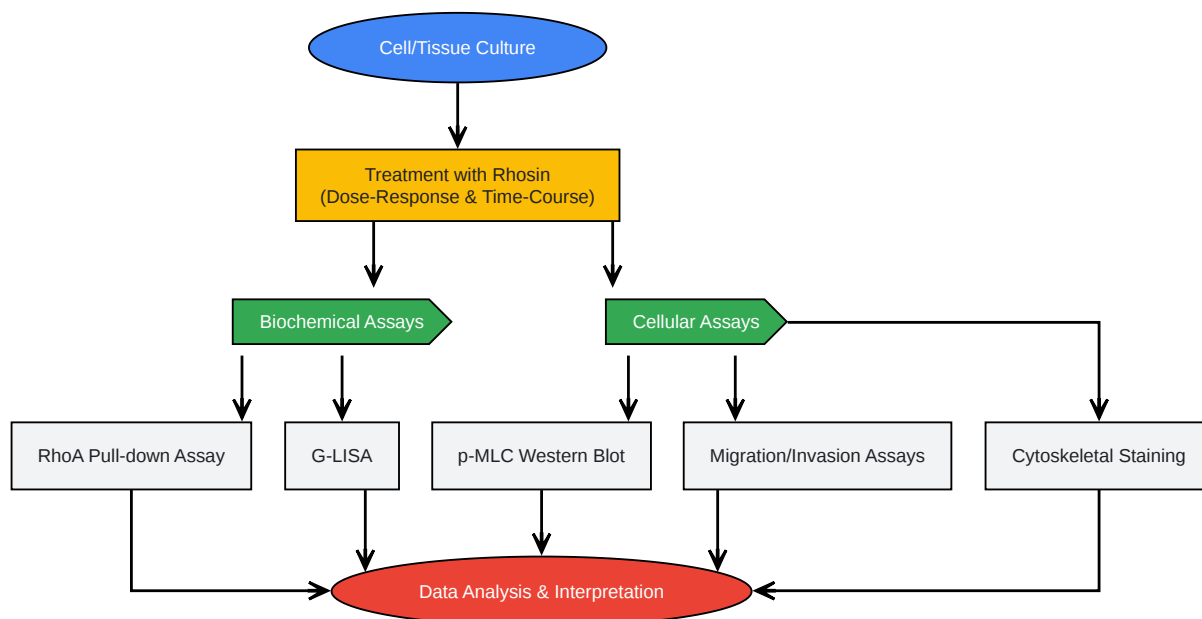 Cell/Tissue Culture
Treatment with Rhosin
(Dose-Response & Time-Course)
Biochemical Assays
Cellular Assays
RhoA Pull-down Assay
G-LISA
p-MLC Western Blot
Migration/Invasion Assays
Cytoskeletal Staining
Data Analysis & Interpretation